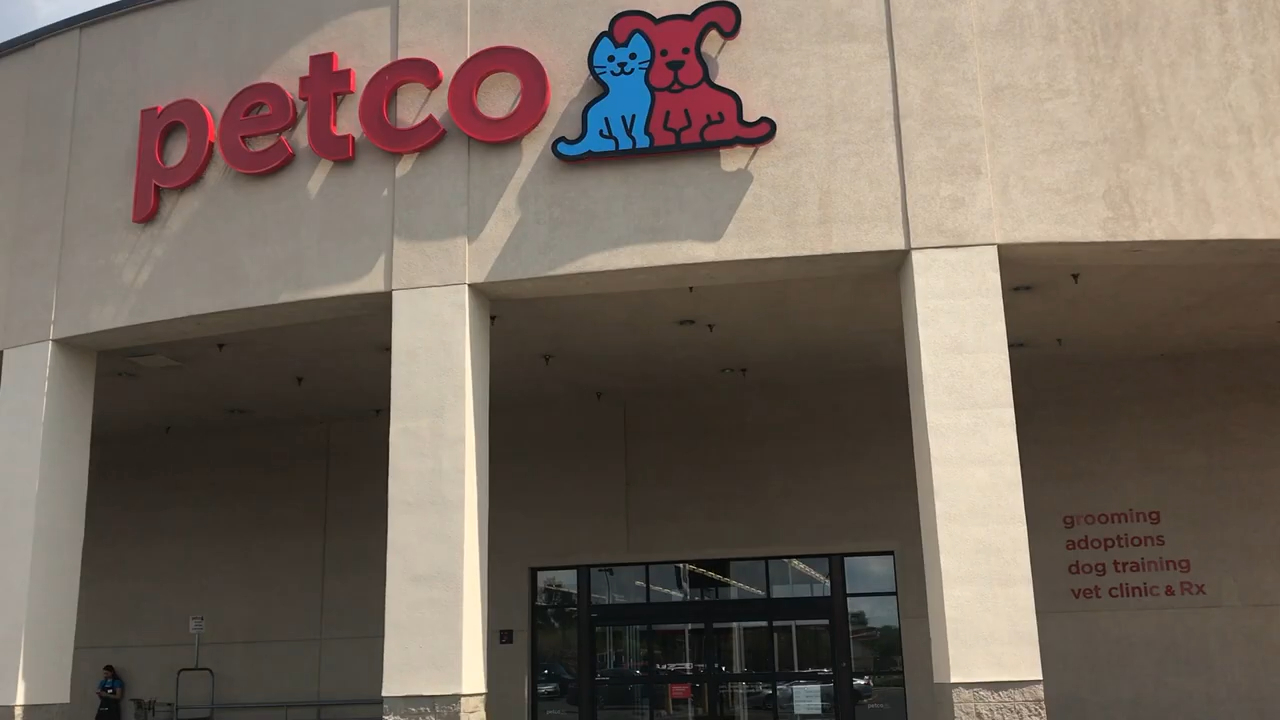 petco
grooming
adoptions
dog training
vet clinic & Rx